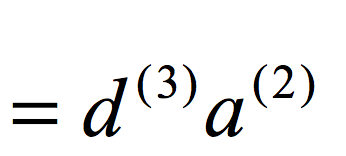 = d^{(3)}a^{(2)}